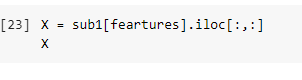 [23] X = sub1[feartures].iloc[:,:]
X